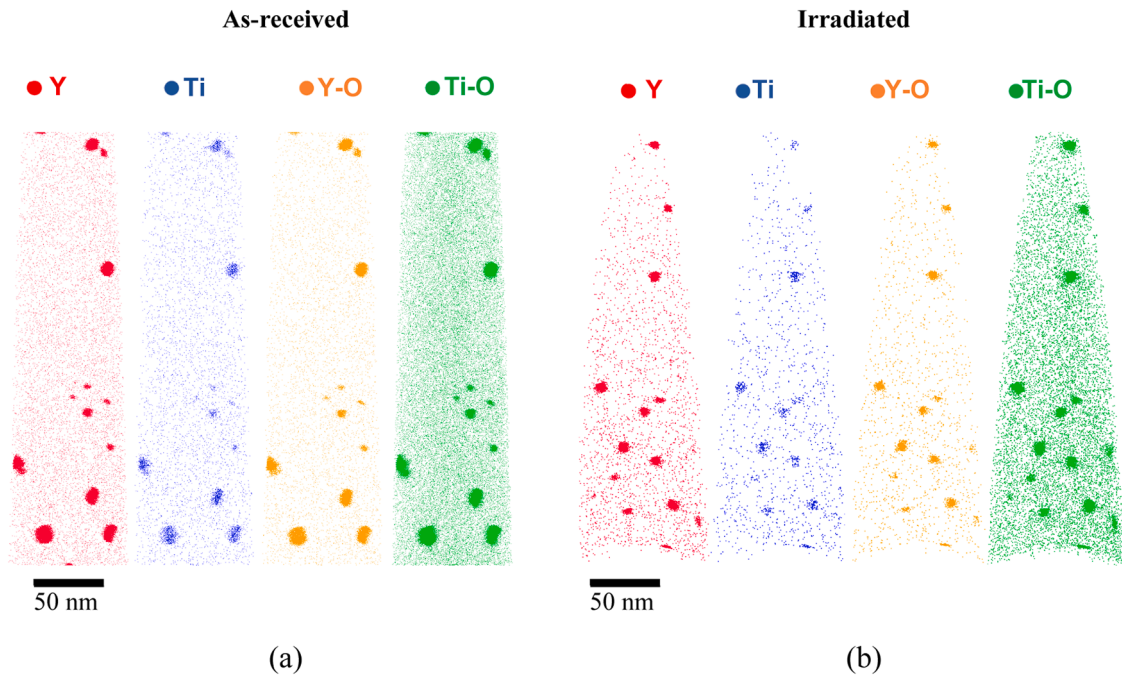 As-received
Irradiated
Y
Ti
Y-O
Ti-O
Y
Ti
Y-O
Ti-O
50 nm
50 nm
(a)
(b)